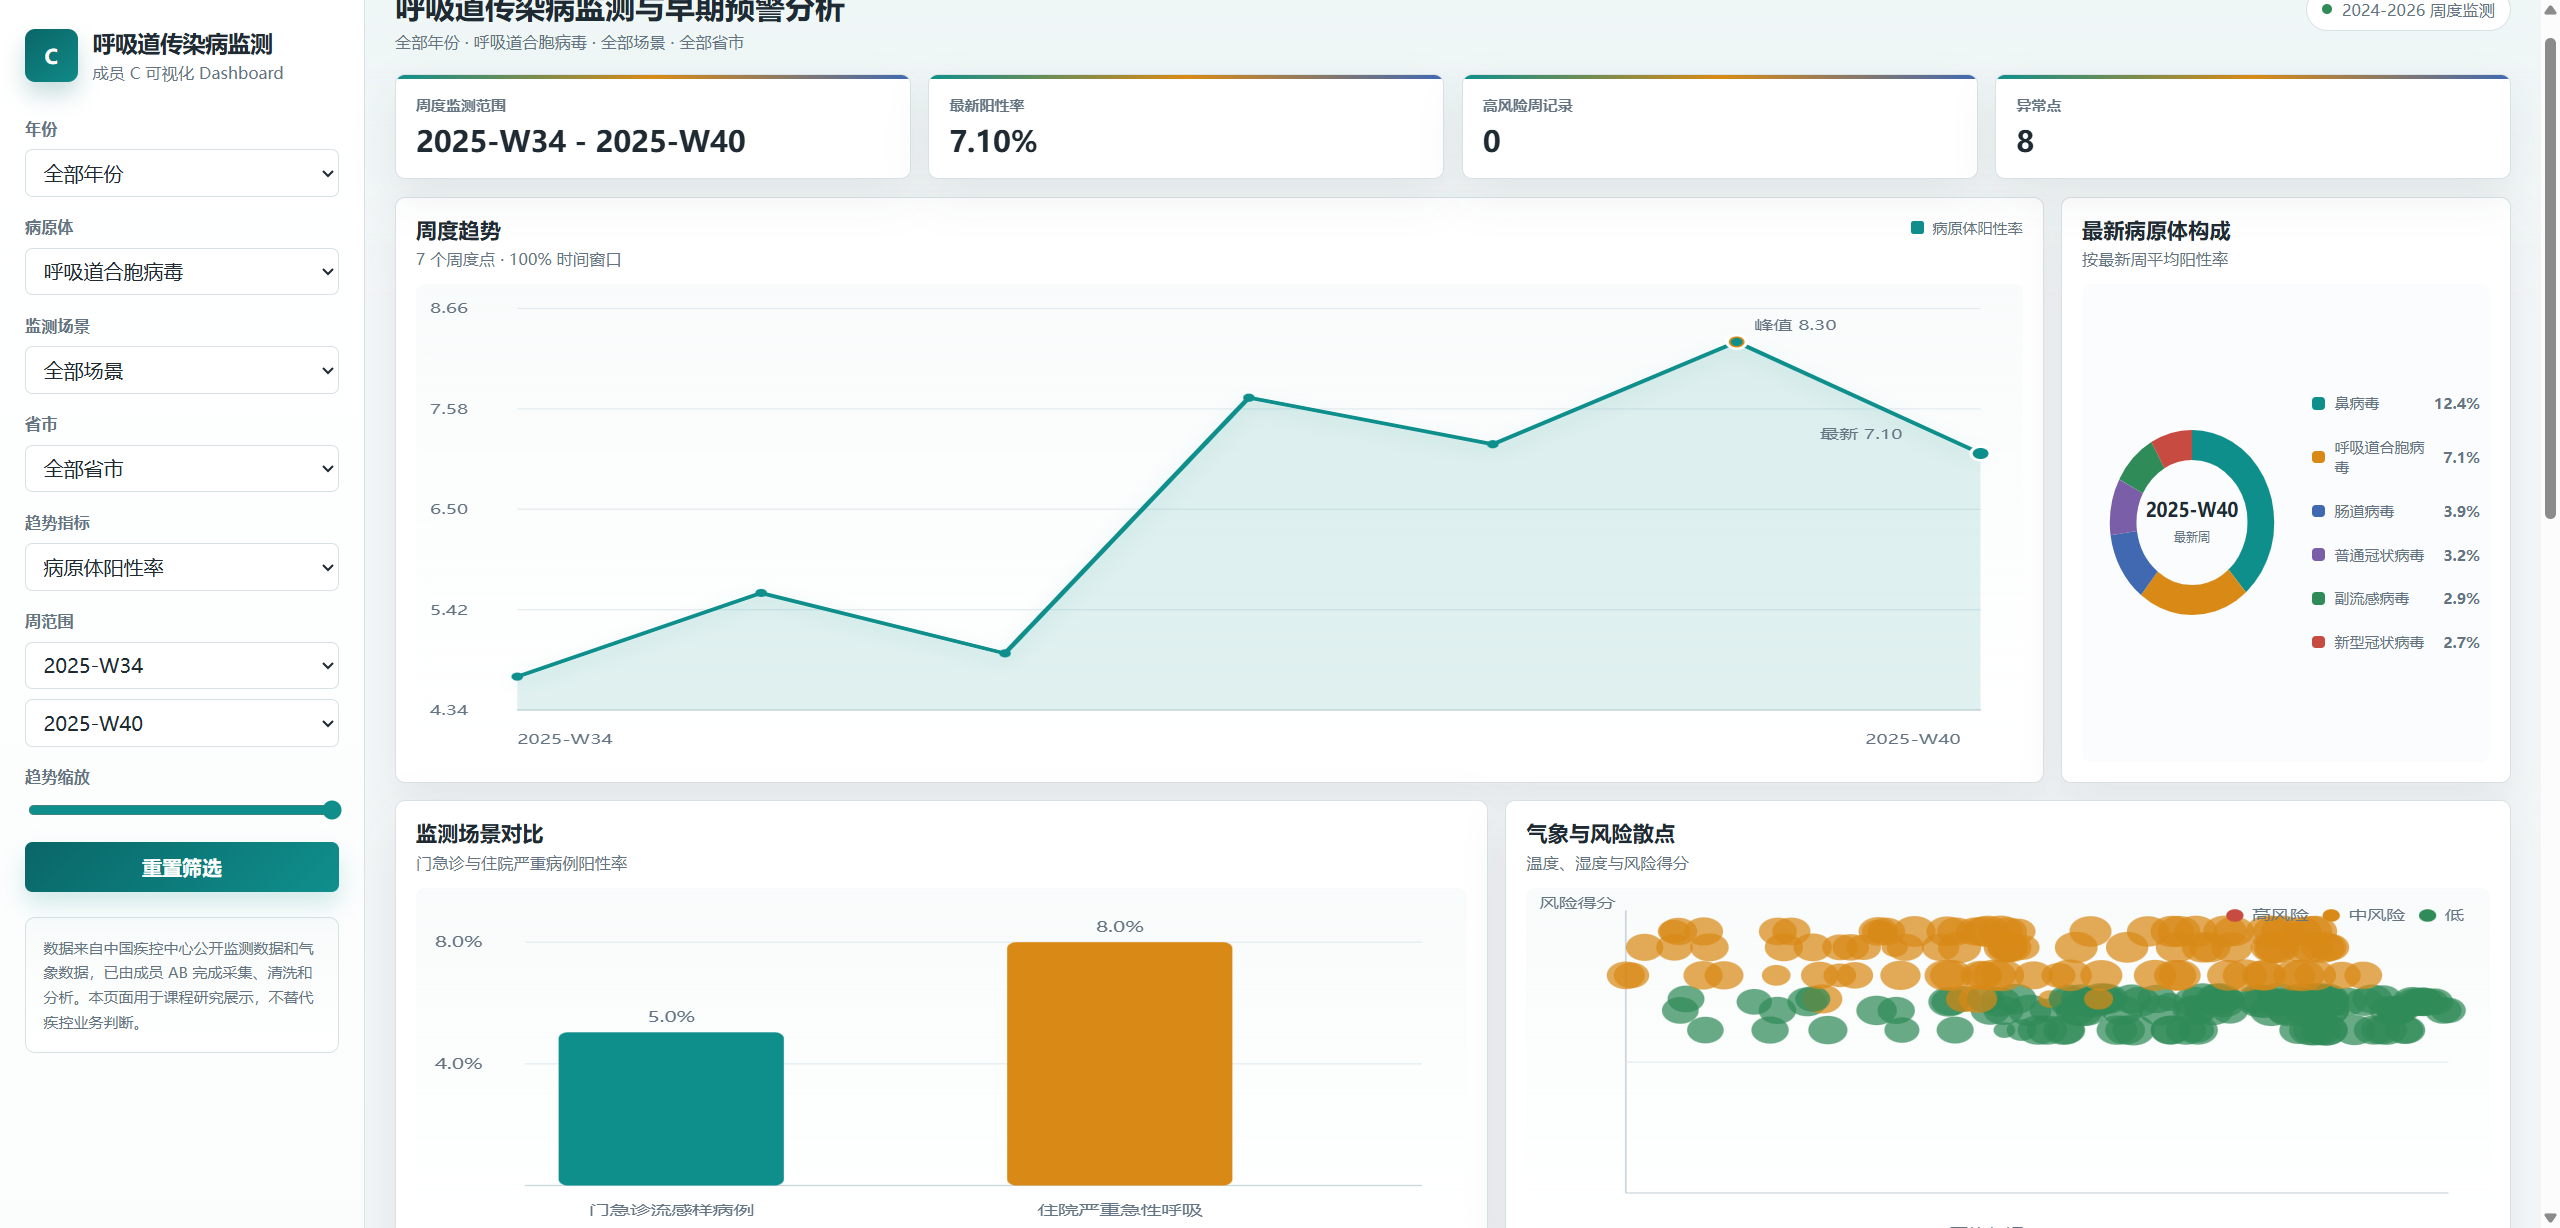 C
呼吸道传染病监测
成员 C 可视化 Dashboard
年份
全部年份
病原体
呼吸道合胞病毒
监测场景
全部场景
省市
全部省市
趋势指标
病原体阳性率
周范围
2025-W34
2025-W40
趋势缩放
重置筛选
数据来自中国疾控中心公开监测数据和气
象数据，已由成员 AB 完成采集、清洗和
分析。本页面用于课程研究展示，不替代
疾控业务判断。
呼吸道传染病监测与早期预警分析
全部年份 · 呼吸道合胞病毒 · 全部场景 · 全部省市
2024-2026 周度监测
周度监测范围
2025-W34 - 2025-W40
最新阳性率
7.10%
高风险周记录
0
异常点
8
周度趋势
7 个周度点 · 100% 时间窗口
病原体阳性率
8.66
7.58
6.50
5.42
4.34
峰值 8.30
最新 7.10
2025-W34
2025-W40
最新病原体构成
按最新周平均阳性率
2025-W40
最新周
鼻病毒 12.4%
呼吸道合胞病
毒 7.1%
肠道病毒 3.9%
普通冠状病毒 3.2%
副流感病毒 2.9%
新型冠状病毒 2.7%
监测场景对比
门急诊与住院严重病例阳性率
8.0%
4.0%
5.0%
8.0%
门急诊流感样病例
住院严重急性呼吸
气象与风险散点
温度、湿度与风险得分
风险得分
高风险 中风险 低